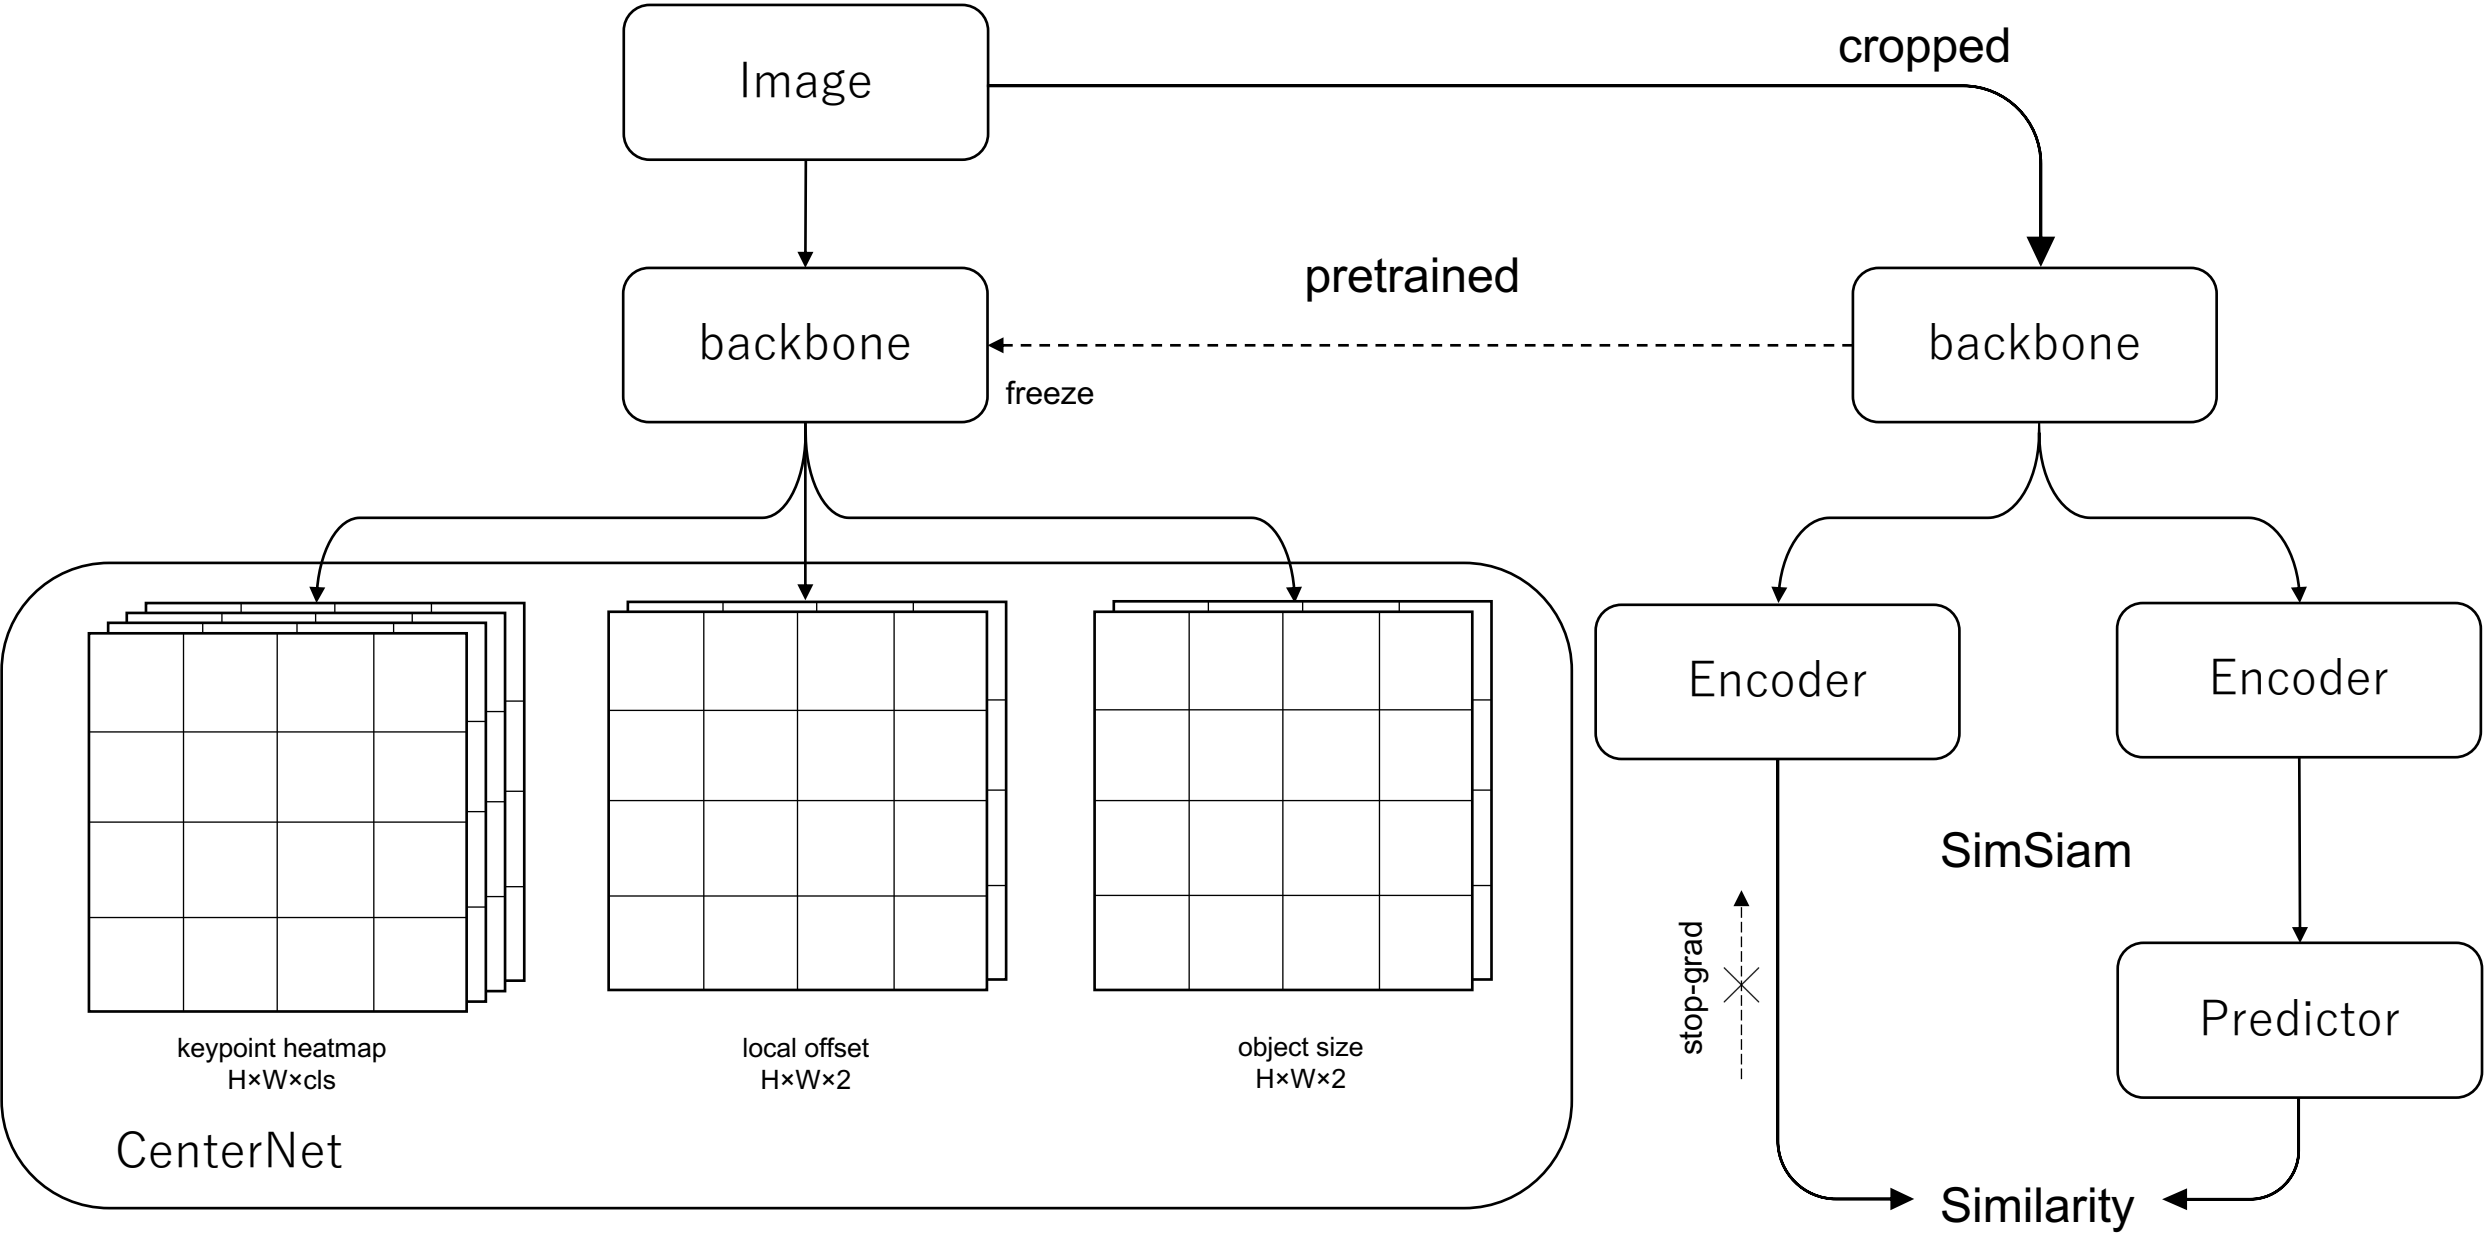 Image
cropped
pretrained
backbone
backbone
freeze
Encoder
Encoder
SimSiam
stop-grad
Predictor
keypoint heatmap
H×W×cls
local offset
H×W×2
object size
H×W×2
CenterNet
Similarity